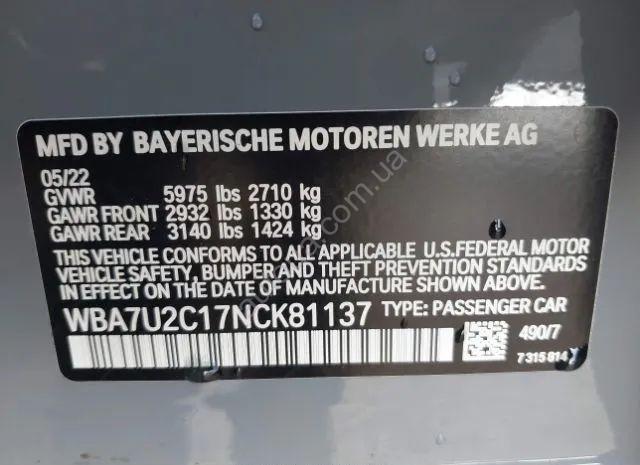 MFD BY BAYERISCHE MOTOREN WERKE AG
05/22
GVWR 5975 lbs 2710 kg
GAWR FRONT 2932 lbs 1330 kg
GAWR REAR 3140 lbs 1424 kg
THIS VEHICLE CONFORMS TO ALL APPLICABLE U.S.FEDERAL MOTOR
VEHICLE SAFETY, BUMPER AND THEFT PREVENTION STANDARDS
IN EFFECT ON THE DATE OF MANUFACTURE SHOWN ABOVE
WBA7U2C17NCK81137 TYPE: PASSENGER CAR
490/7
7 315 814